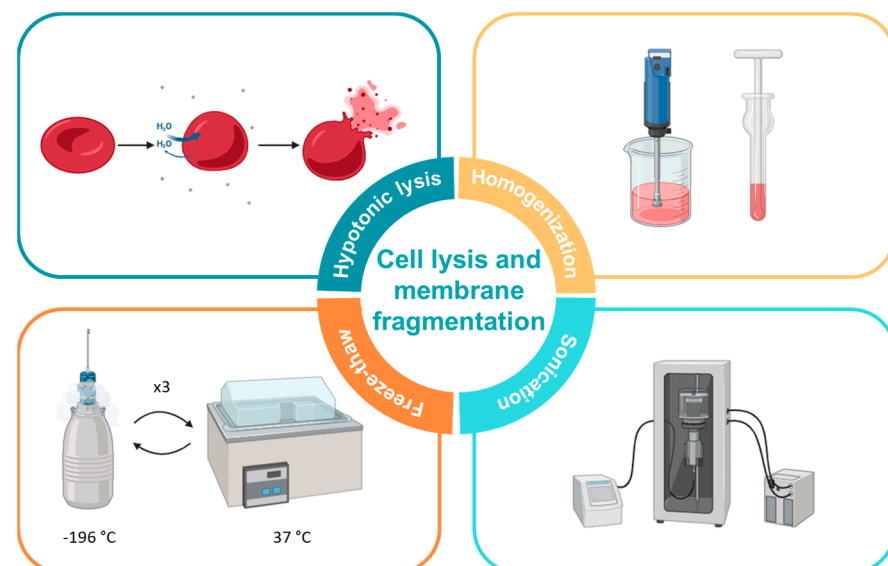 H₂O
H₂O
Hypotonic lysis
Homogenization
Cell lysis and
membrane
fragmentation
Freeze-thaw
Sonication
x3
-196 °C
37 °C